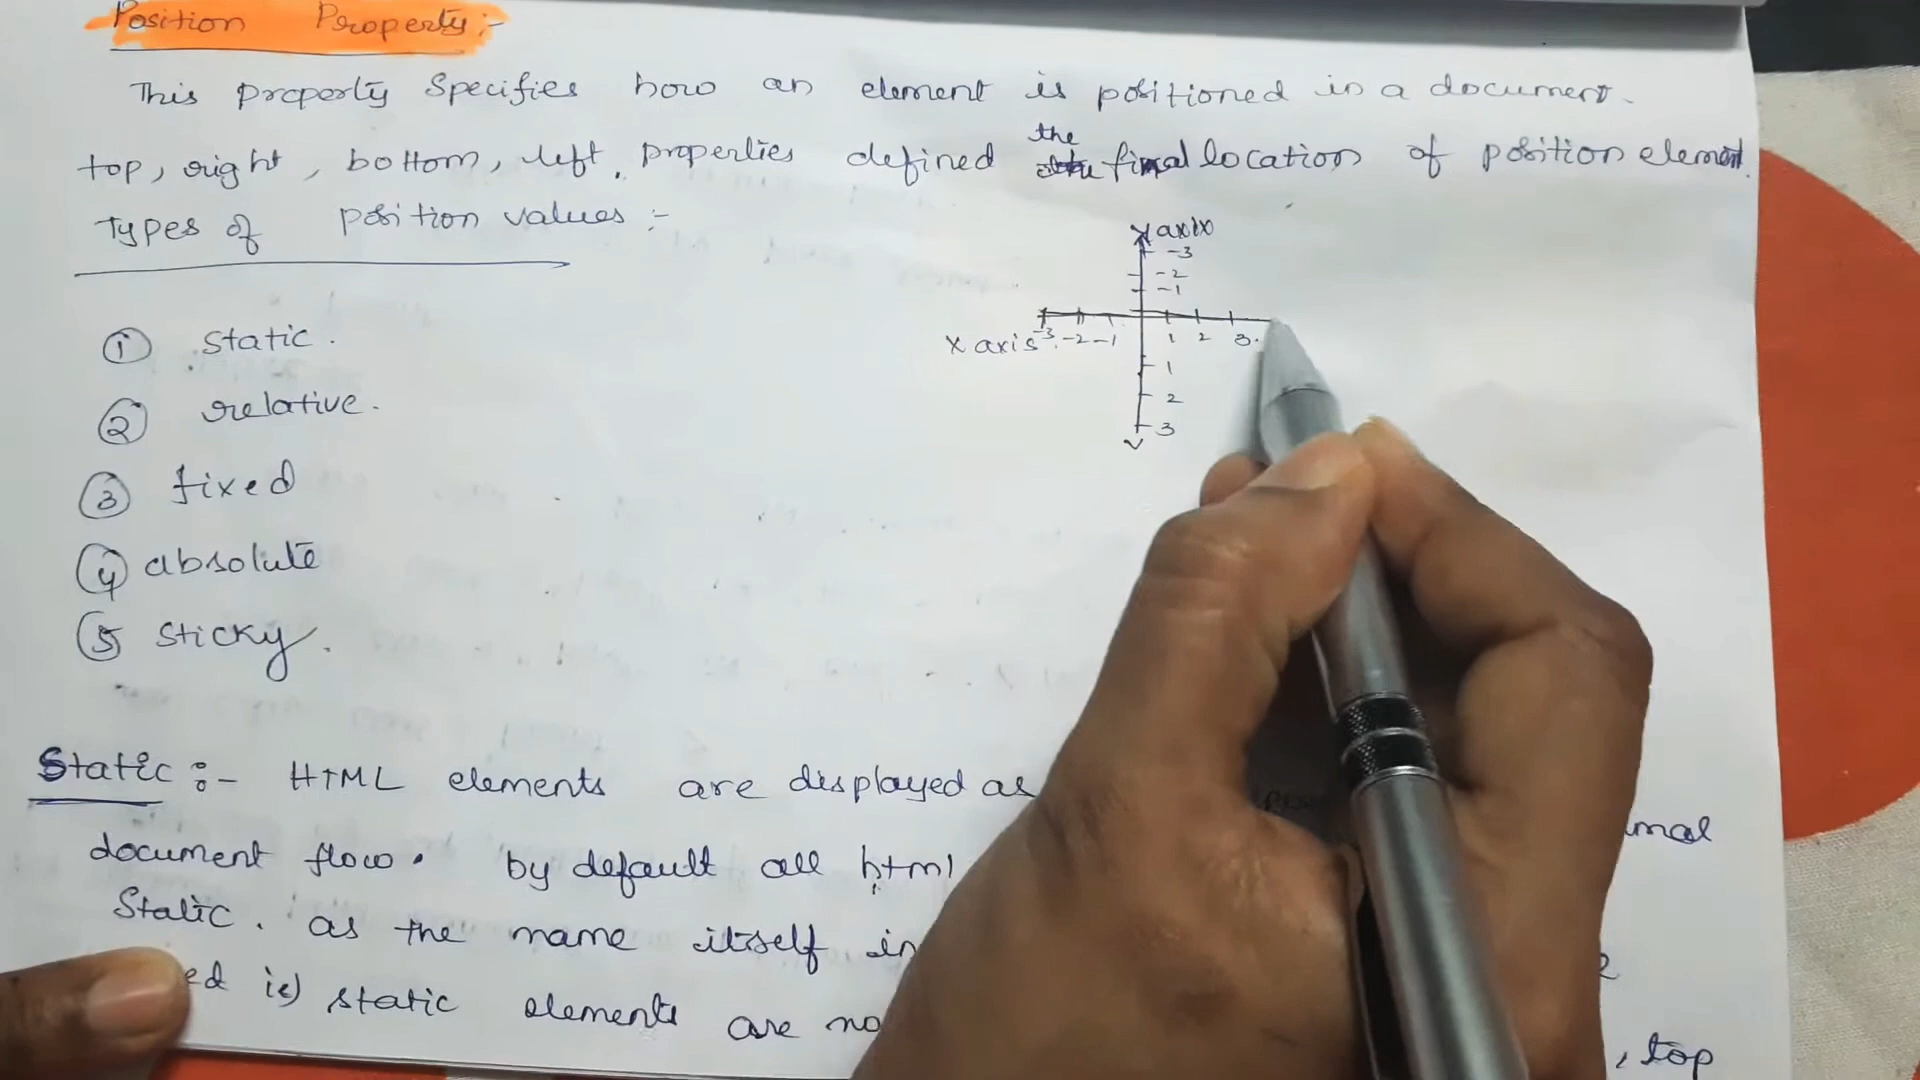 Position Property :-
This property specifies how an element is positioned in a document.
top, right, bottom, left, properties defined the final location of position element.
Types of position values :-
① static.
② relative.
③ fixed
④ absolute
⑤ sticky.
Y axix
-3
-2
-1
X axis -3 -2 -1 1 2 3.
1
2
3
Static :- HTML elements are displayed as
document flow. by default all html
Static. as the name itself in
static elements are no , top